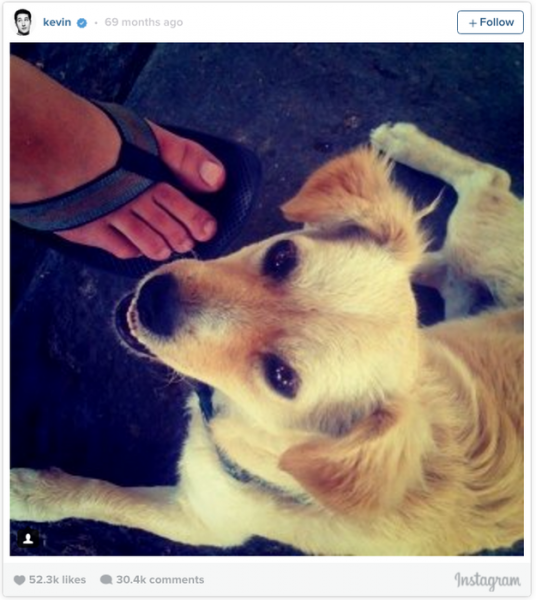 kevin · 69 months ago
+ Follow
52.3k likes 30.4k comments
Instagram